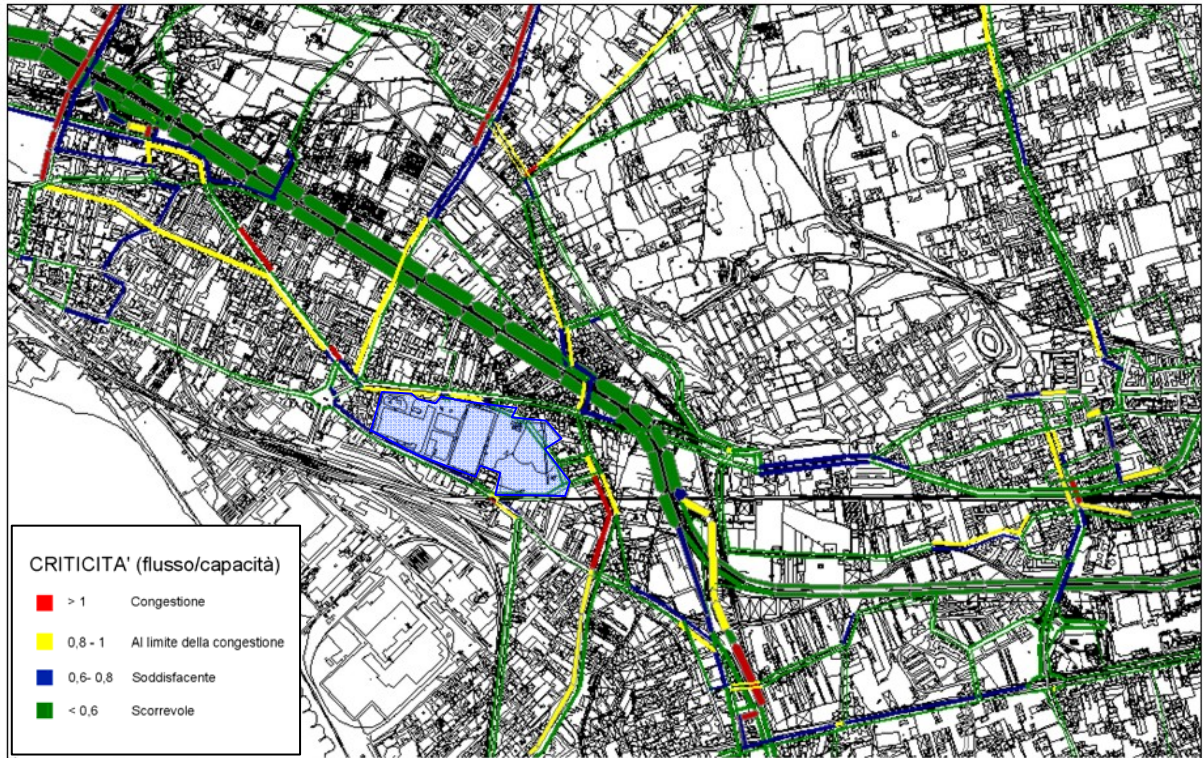 CRITICITA' (flusso/capacità)
> 1 Congestione
0,8 - 1 Al limite della congestione
0,6- 0,8 Soddisfacente
< 0,6 Scorrevole